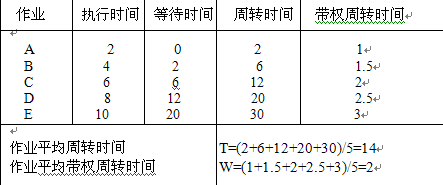 作业 执行时间 等待时间 周转时间 带权周转时间
A 2 0 2 1
B 4 2 6 1.5
C 6 6 12 2
D 8 12 20 2.5
E 10 20 30 3
作业平均周转时间 T=(2+6+12+20+30)/5=14
作业平均带权周转时间 W=(1+1.5+2+2.5+3)/5=2